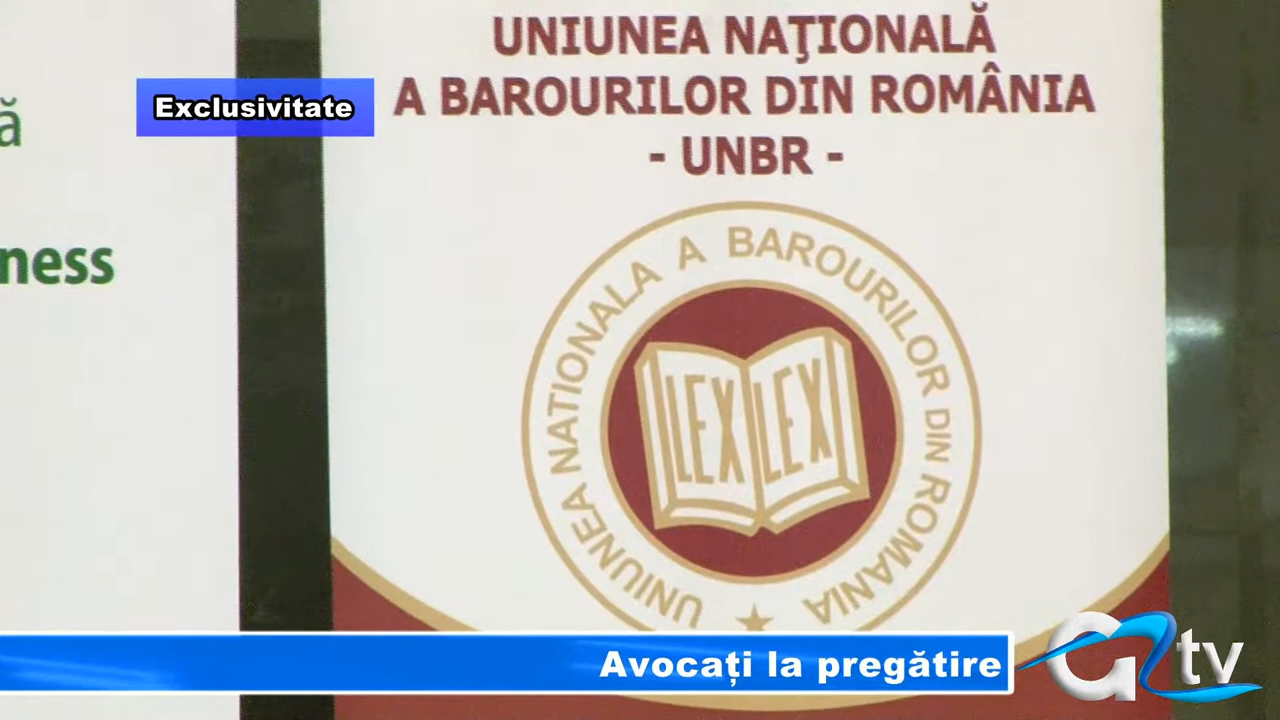 UNIUNEA NAŢIONALĂ
A BAROURILOR DIN ROMÂNIA
- UNBR -
Exclusivitate
ă
ness
UNIUNEA NATIONALA A BAROURILOR DIN ROMANIA
LEX LEX
Avocați la pregătire
tv